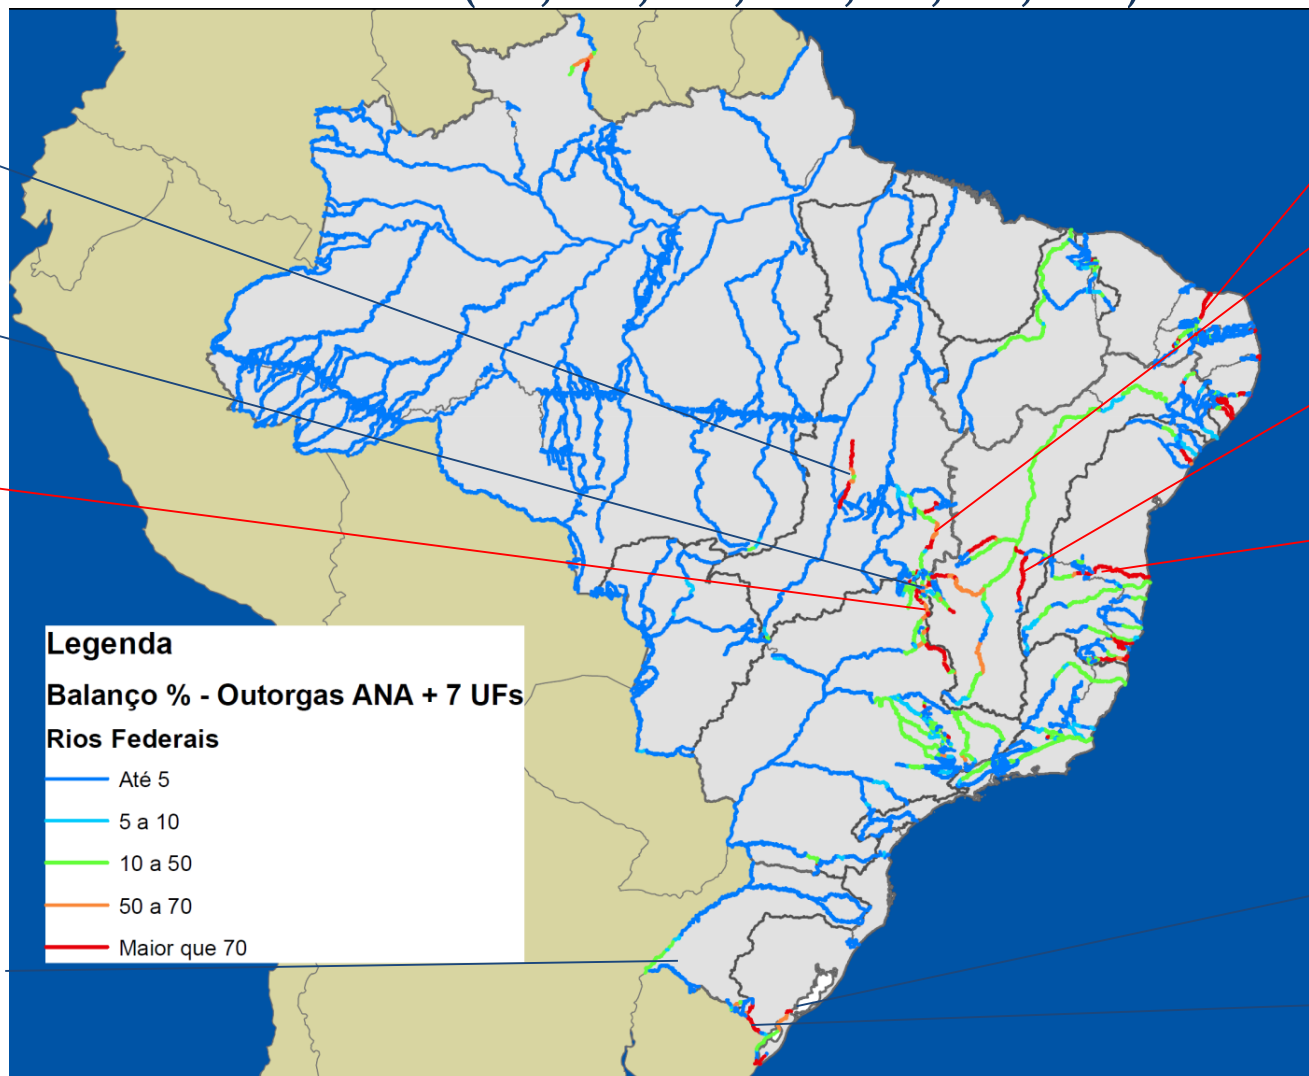 Legenda
Balanço % - Outorgas ANA + 7 UFs
Rios Federais
Até 5
5 a 10
10 a 50
50 a 70
Maior que 70